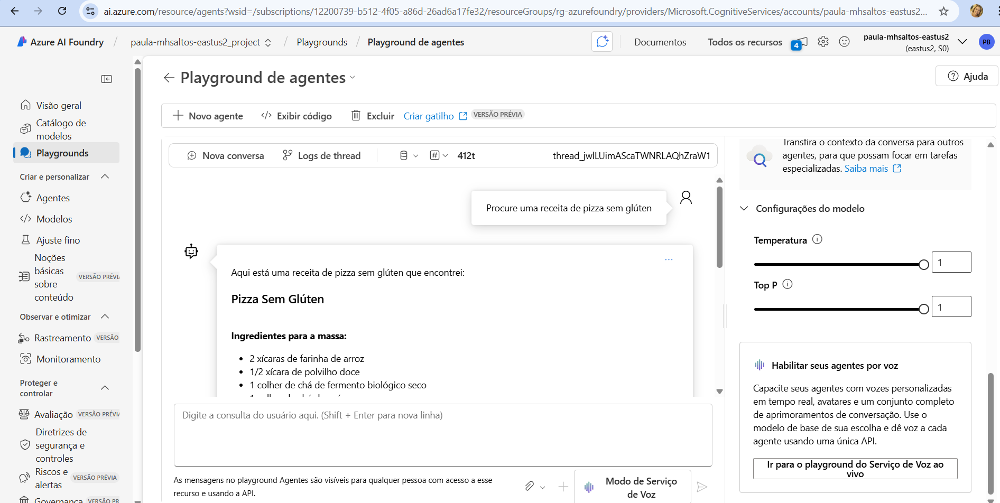 ai.azure.com/resource/agents?wsid=/subscriptions/12200739-b512-4f05-a86d-26ad6a17fe32/resourceGroups/rg-azurefoundry/providers/Microsoft.CognitiveServices/accounts/paula-mhsaltos-eastus2...
Azure AI Foundry / paula-mhsaltos-eastus2_project / Playgrounds / Playground de agentes
Documentos
Todos os recursos
4
paula-mhsaltos-eastus2
(eastus2, S0)
PB
Visão geral
Catálogo de
modelos
Playgrounds
Criar e personalizar
Agentes
Modelos
Ajuste fino
Noções
básicas
sobre
conteúdo
VERSÃO PRÉVI
Observar e otimizar
Rastreamento VERSÃO
Monitoramento
Proteger e
controlar
Avaliação VERSÃO PRÉVI
Diretrizes de
segurança e
controles
Riscos e
alertas
VERSÃO PRÉVIA
Governança VERSÃO PR
Playground de agentes
Ajuda
Novo agente
Exibir código
Excluir
Criar gatilho
VERSÃO PRÉVIA
Nova conversa
Logs de thread
412t
thread_jwlLUimAScaTWNRLAQhZraW1
Procure uma receita de pizza sem glúten
...
Aqui está uma receita de pizza sem glúten que encontrei:
Pizza Sem Glúten
Ingredientes para a massa:
• 2 xícaras de farinha de arroz
• 1/2 xícara de polvilho doce
• 1 colher de chá de fermento biológico seco
Digite a consulta do usuário aqui. (Shift + Enter para nova linha)
As mensagens no playground Agentes são visíveis para qualquer pessoa com acesso a esse
recurso e usando a API.
Modo de Serviço
de Voz
Transfira o contexto da conversa para outros
agentes, para que possam focar em tarefas
especializadas. Saiba mais
Configurações do modelo
Temperatura
1
Top P
1
Habilitar seus agentes por voz
Capacite seus agentes com vozes personalizadas
em tempo real, avatares e um conjunto completo
de aprimoramentos de conversação. Use o
modelo de base de sua escolha e dê voz a cada
agente usando uma única API.
Ir para o playground do Serviço de Voz ao
vivo